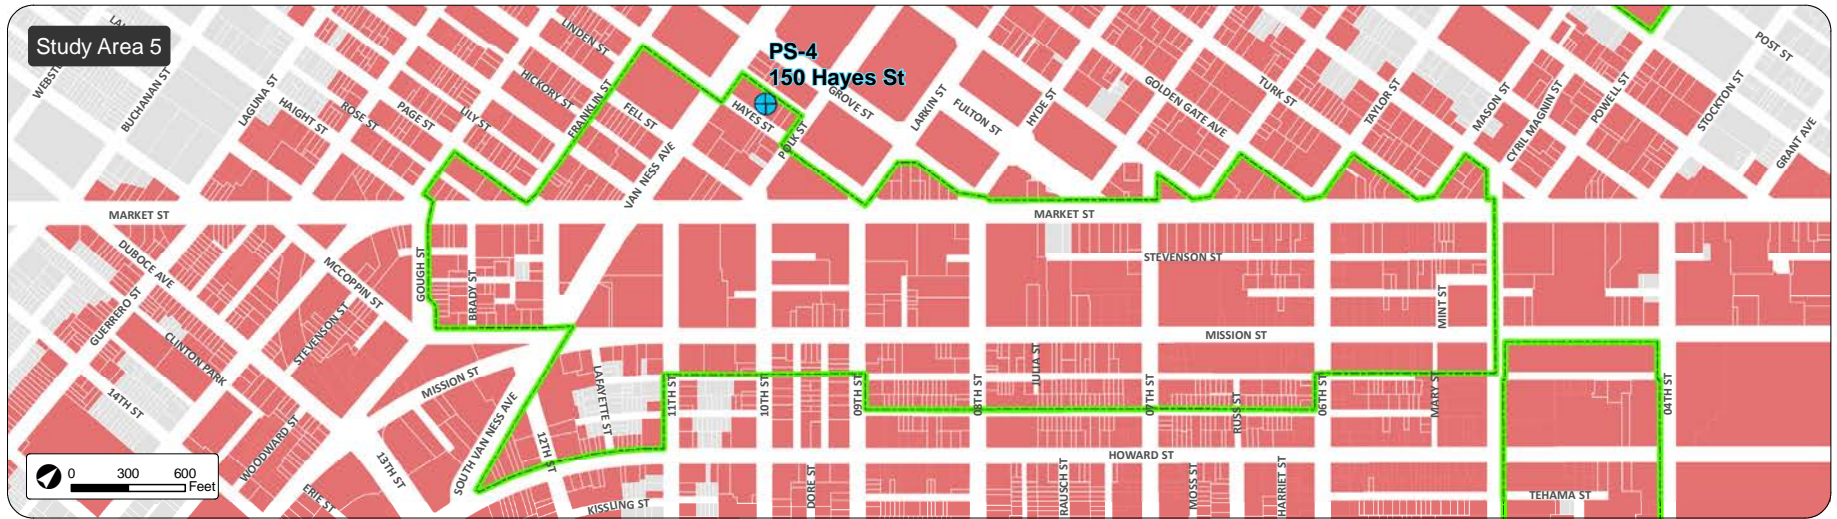 Study Area 5
PS-4
150 Hayes St
LINDEN ST
POST ST
BUCHANAN ST
LAGUNA ST
HAIGHT ST
ROSE ST
PAGE ST
LILY ST
HICKORY ST
FRANKLIN ST
FELL ST
HAYES ST
POLK ST
GROVE ST
LARKIN ST
FULTON ST
HYDE ST
GOLDEN GATE AVE
TURK ST
TAYLOR ST
MASON ST
CYRIL MAGNIN ST
POWELL ST
STOCKTON ST
GRANT AVE
VAN NESS AVE
MARKET ST
MARKET ST
DUBOCE AVE
MCCOPPIN ST
GOUGH ST
BRADY ST
STEVENSON ST
MINT ST
GUERRERO ST
STEVENSON ST
CLINTON PARK
MISSION ST
MISSION ST
14TH ST
LAFAYETTE ST
11TH ST
10TH ST
09TH ST
08TH ST
JULIA ST
07TH ST
RUSS ST
06TH ST
MARY ST
04TH ST
WOODWARD ST
13TH ST
SOUTH VAN NESS AVE
12TH ST
HOWARD ST
ERIE ST
KISSLING ST
DORE ST
RAUSCH ST
MOSS ST
HARRIET ST
TEHAMA ST
0 300 600
Feet